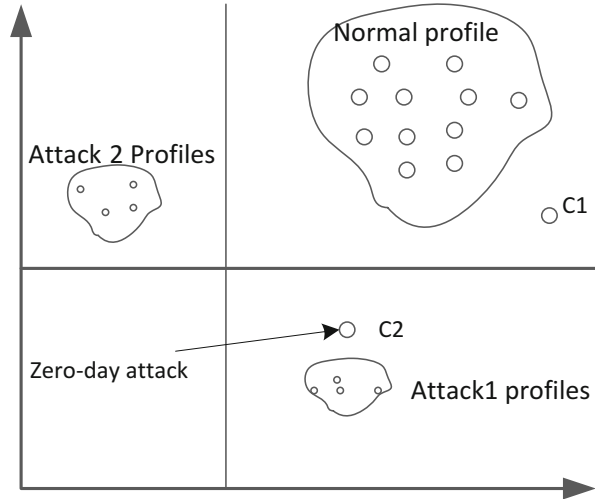 Normal profile
Attack 2 Profiles
C1
C2
Zero-day attack
Attack1 profiles